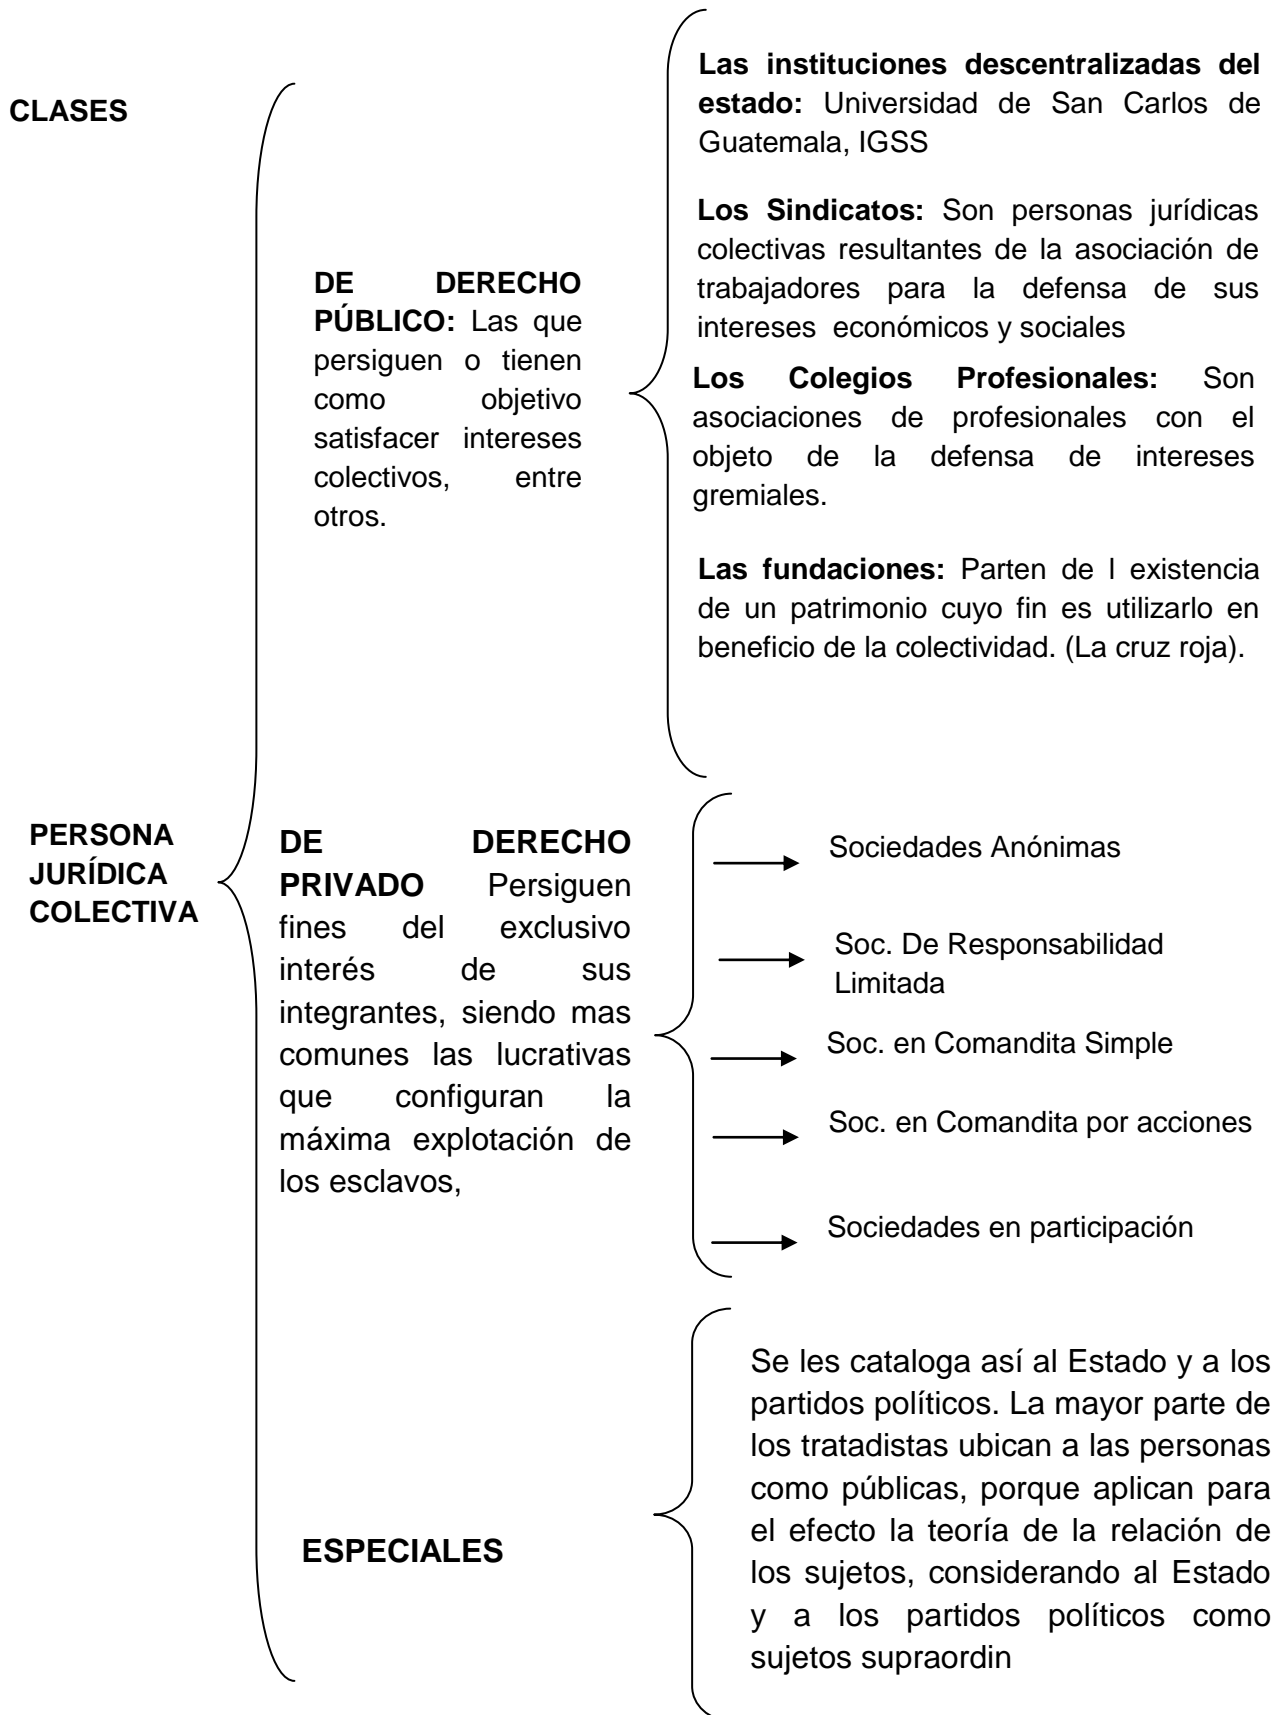 CLASES
PERSONA
JURÍDICA
COLECTIVA
DE DERECHO
PÚBLICO: Las que
persiguen o tienen
como objetivo
satisfacer intereses
colectivos, entre
otros.
Las instituciones descentralizadas del
estado: Universidad de San Carlos de
Guatemala, IGSS
Los Sindicatos: Son personas jurídicas
colectivas resultantes de la asociación de
trabajadores para la defensa de sus
intereses económicos y sociales
Los Colegios Profesionales: Son
asociaciones de profesionales con el
objeto de la defensa de intereses
gremiales.
Las fundaciones: Parten de l existencia
de un patrimonio cuyo fin es utilizarlo en
beneficio de la colectividad. (La cruz roja).
DE DERECHO
PRIVADO Persiguen
fines del exclusivo
interés de sus
integrantes, siendo mas
comunes las lucrativas
que configuran la
máxima explotación de
los esclavos,
Sociedades Anónimas
Soc. De Responsabilidad
Limitada
Soc. en Comandita Simple
Soc. en Comandita por acciones
Sociedades en participación
ESPECIALES
Se les cataloga así al Estado y a los
partidos políticos. La mayor parte de
los tratadistas ubican a las personas
como públicas, porque aplican para
el efecto la teoría de la relación de
los sujetos, considerando al Estado
y a los partidos políticos como
sujetos supraordin